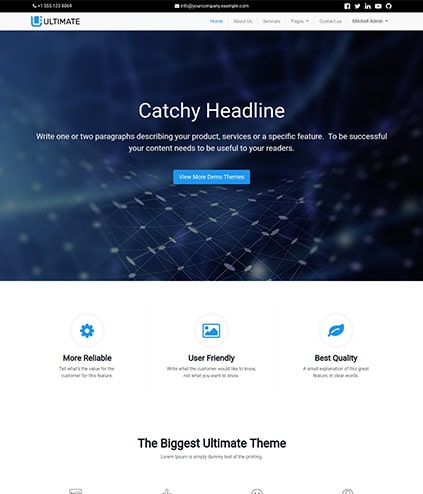 +1 555 123 8069
info@yourcompany.example.com
ULTIMATE
Home
About Us
Services
Pages
Contact us
Mitchell Admin
Catchy Headline
Write one or two paragraphs describing your product, services or a specific feature. To be successful
your content needs to be useful to your readers.
View More Demo Themes
More Reliable
Tell what's the value for the
customer for this feature.
User Friendly
Write what the customer would like to know,
not what you want to show.
Best Quality
A small explanation of this great
feature, in clear words.
The Biggest Ultimate Theme
Lorem Ipsum is simply dummy text of the printing.